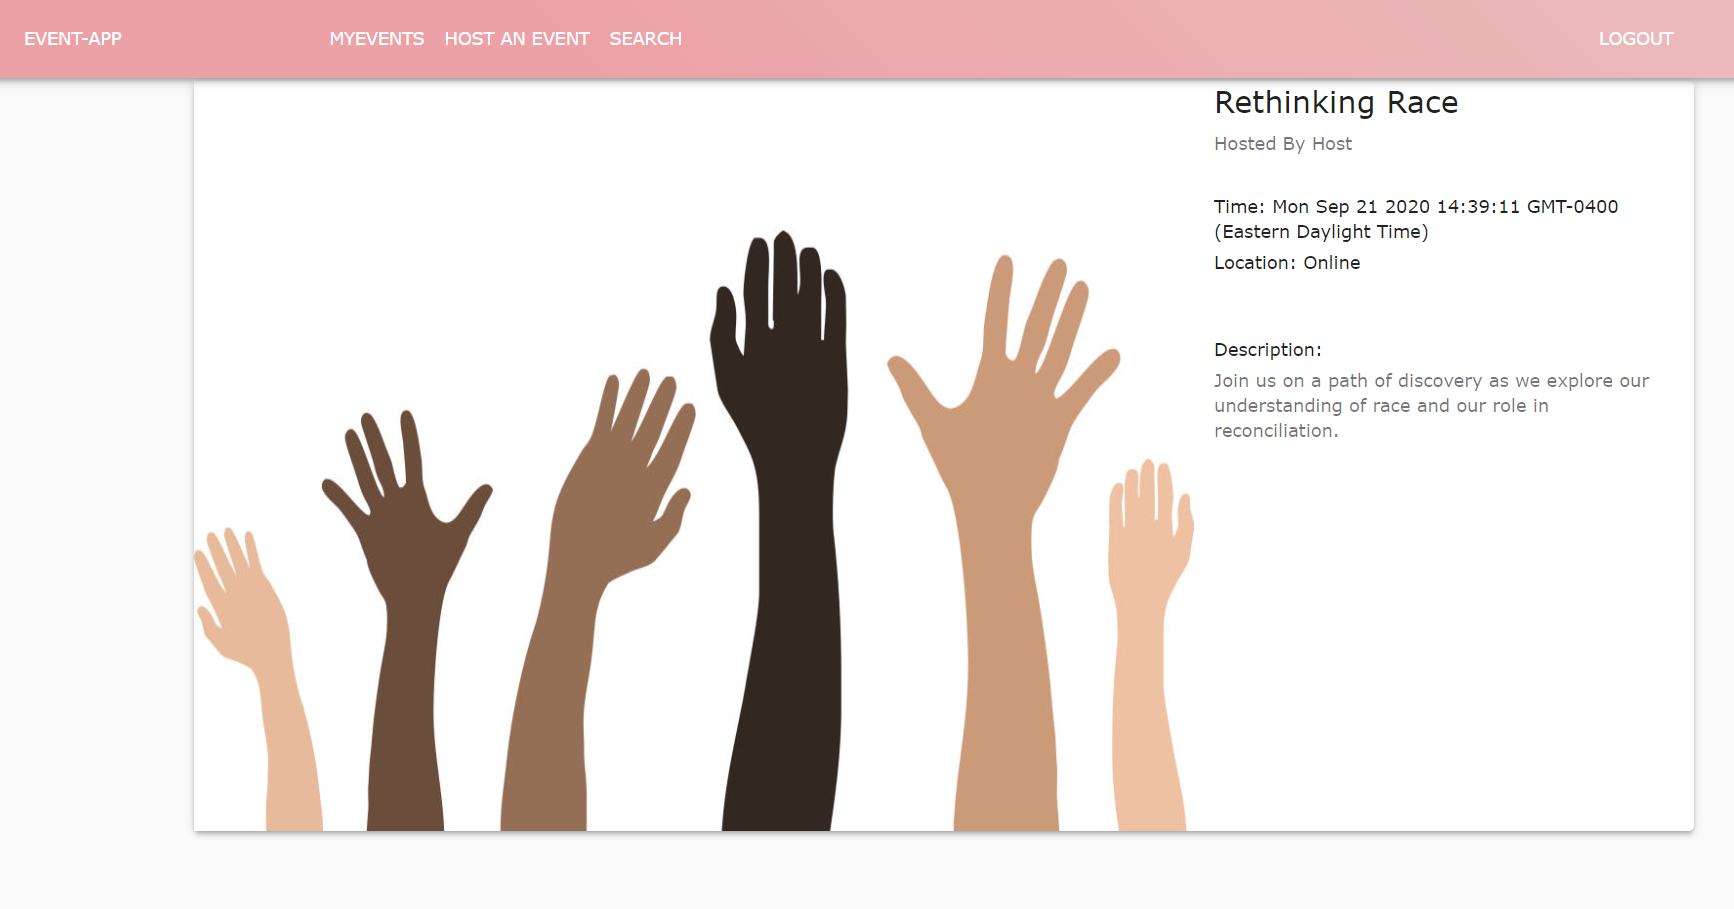 EVENT-APP MYEVENTS HOST AN EVENT SEARCH LOGOUT
Rethinking Race
Hosted By Host
Time: Mon Sep 21 2020 14:39:11 GMT-0400
(Eastern Daylight Time)
Location: Online
Description:
Join us on a path of discovery as we explore our
understanding of race and our role in
reconciliation.